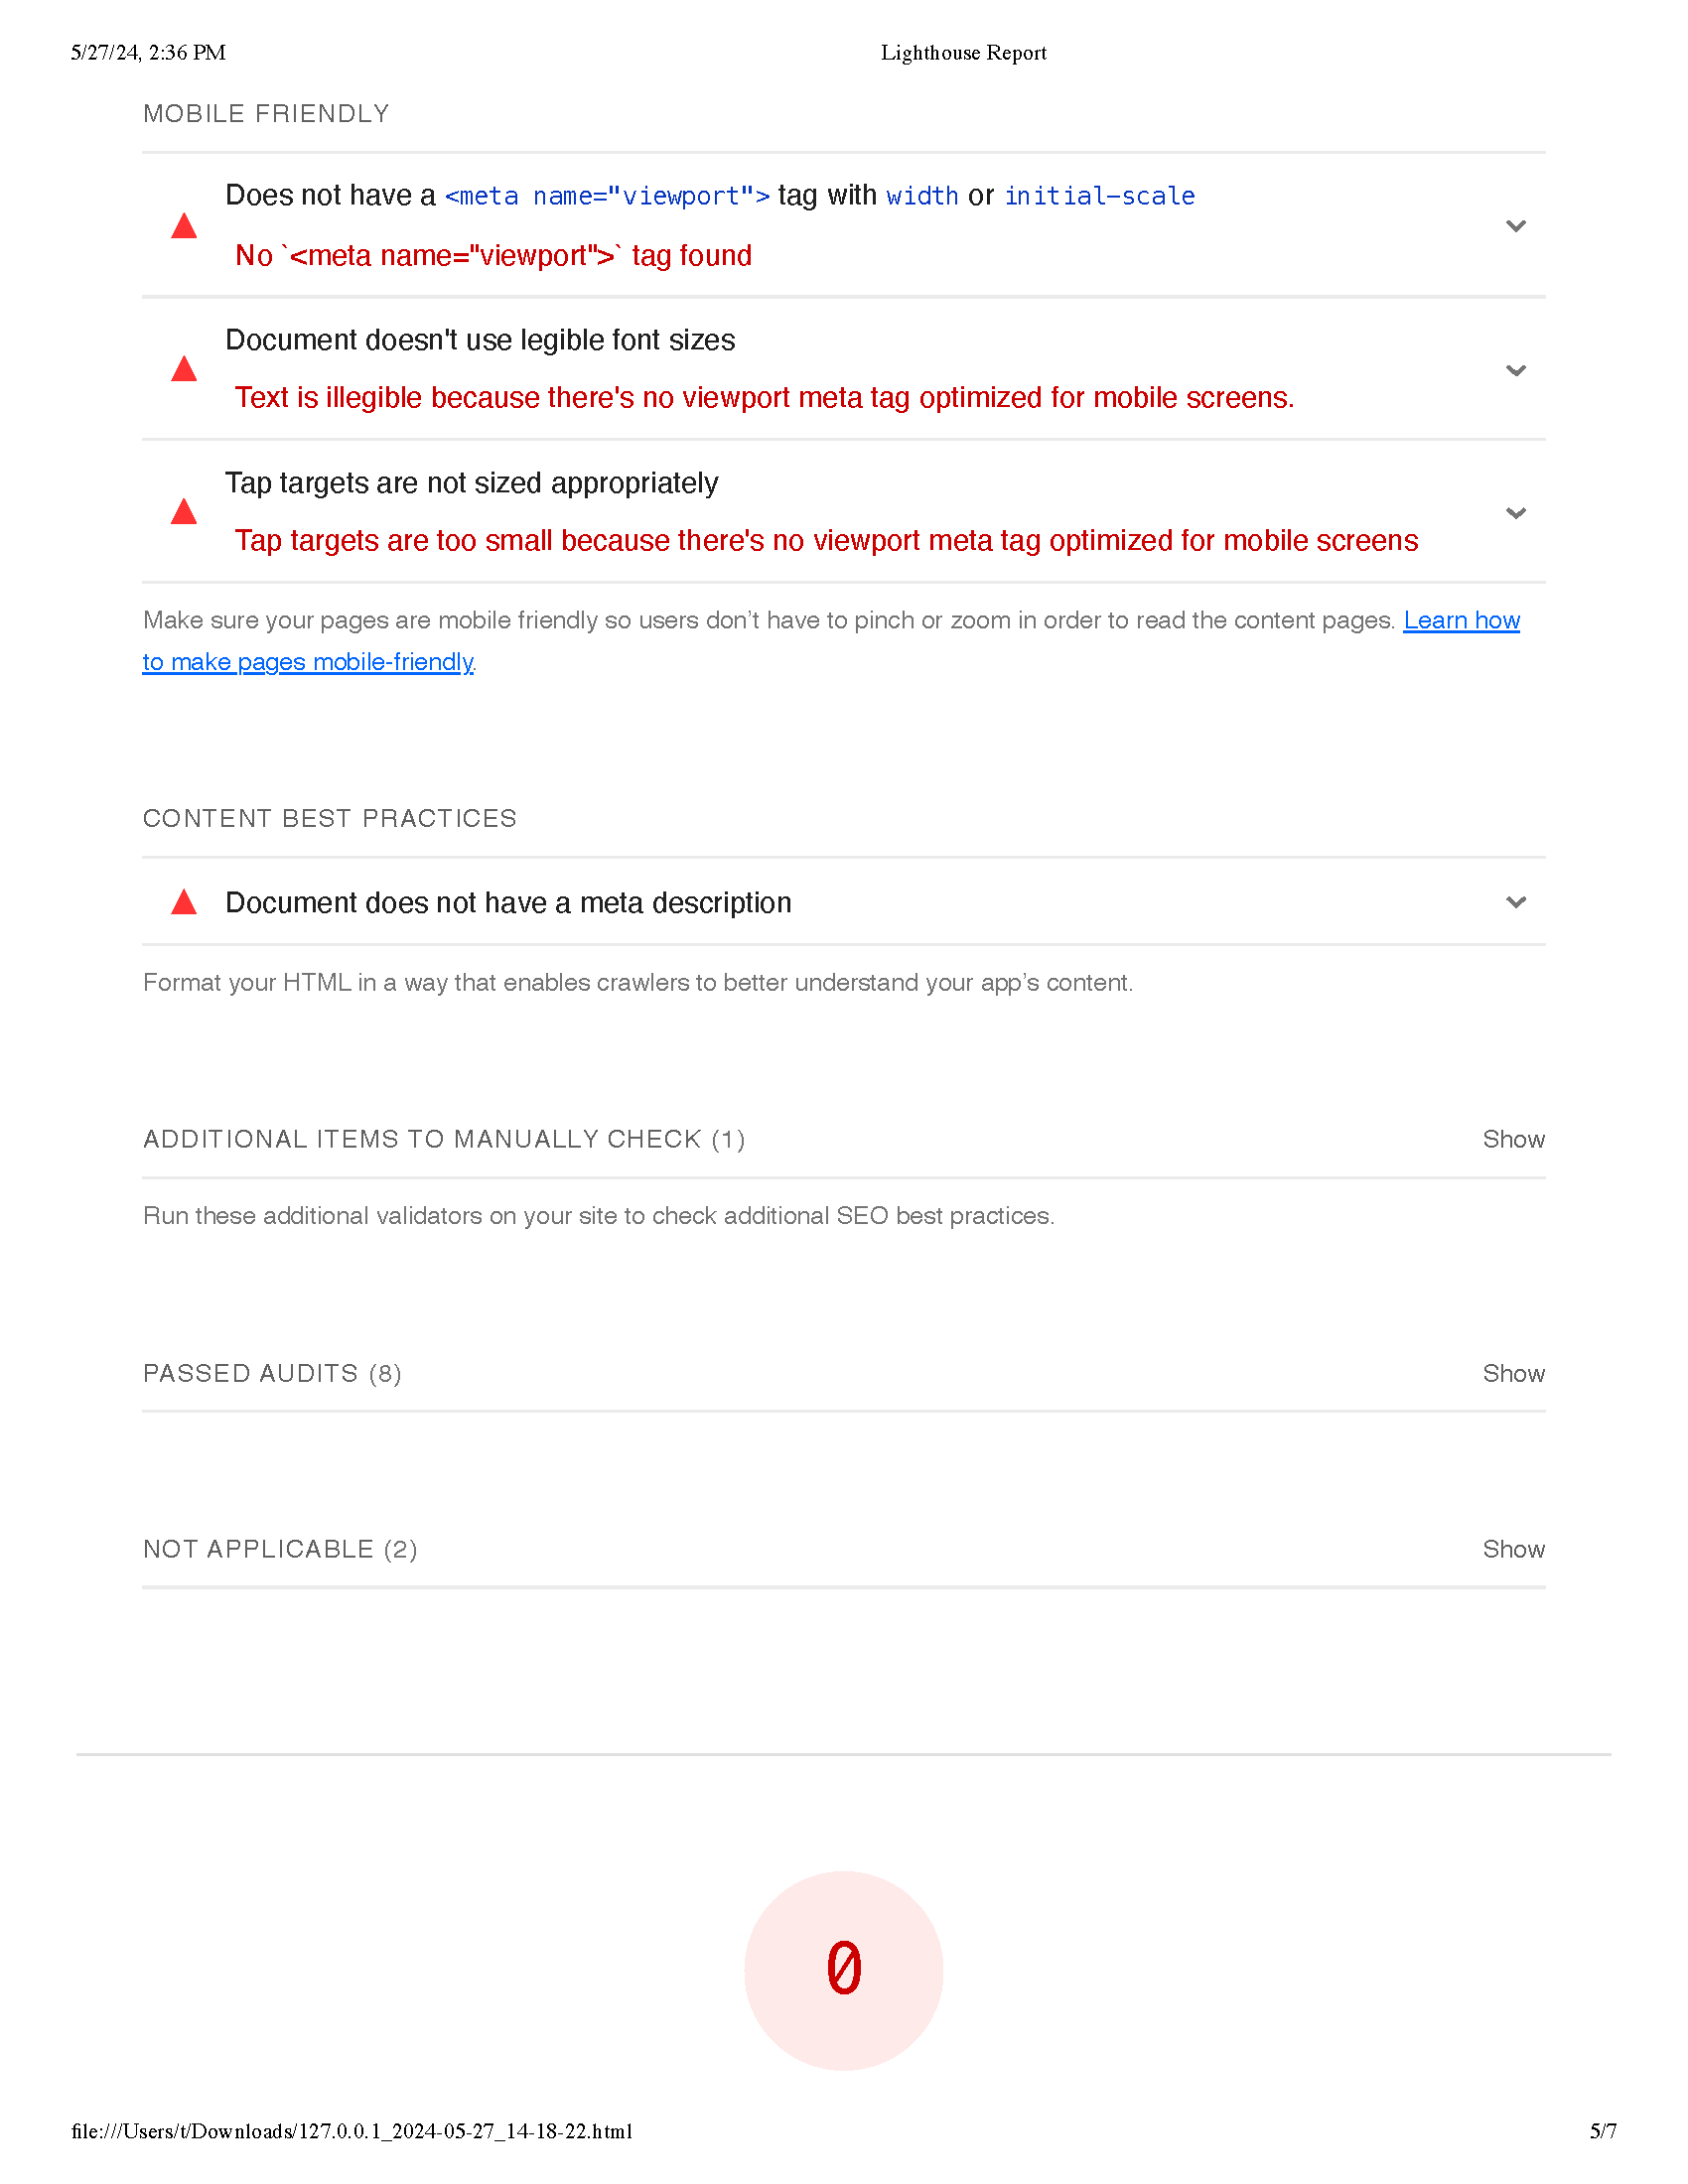 5/27/24, 2:36 PM
Lighthouse Report
MOBILE FRIENDLY
Does not have a <meta name="viewport"> tag with width or initial-scale
No `<meta name="viewport">` tag found
Document doesn't use legible font sizes
Text is illegible because there's no viewport meta tag optimized for mobile screens.
Tap targets are not sized appropriately
Tap targets are too small because there's no viewport meta tag optimized for mobile screens
Make sure your pages are mobile friendly so users don’t have to pinch or zoom in order to read the content pages. Learn how
to make pages mobile-friendly.
CONTENT BEST PRACTICES
Document does not have a meta description
Format your HTML in a way that enables crawlers to better understand your app’s content.
ADDITIONAL ITEMS TO MANUALLY CHECK (1)
Show
Run these additional validators on your site to check additional SEO best practices.
PASSED AUDITS (8)
Show
NOT APPLICABLE (2)
Show
0
file:///Users/t/Downloads/127.0.0.1_2024-05-27_14-18-22.html
5/7